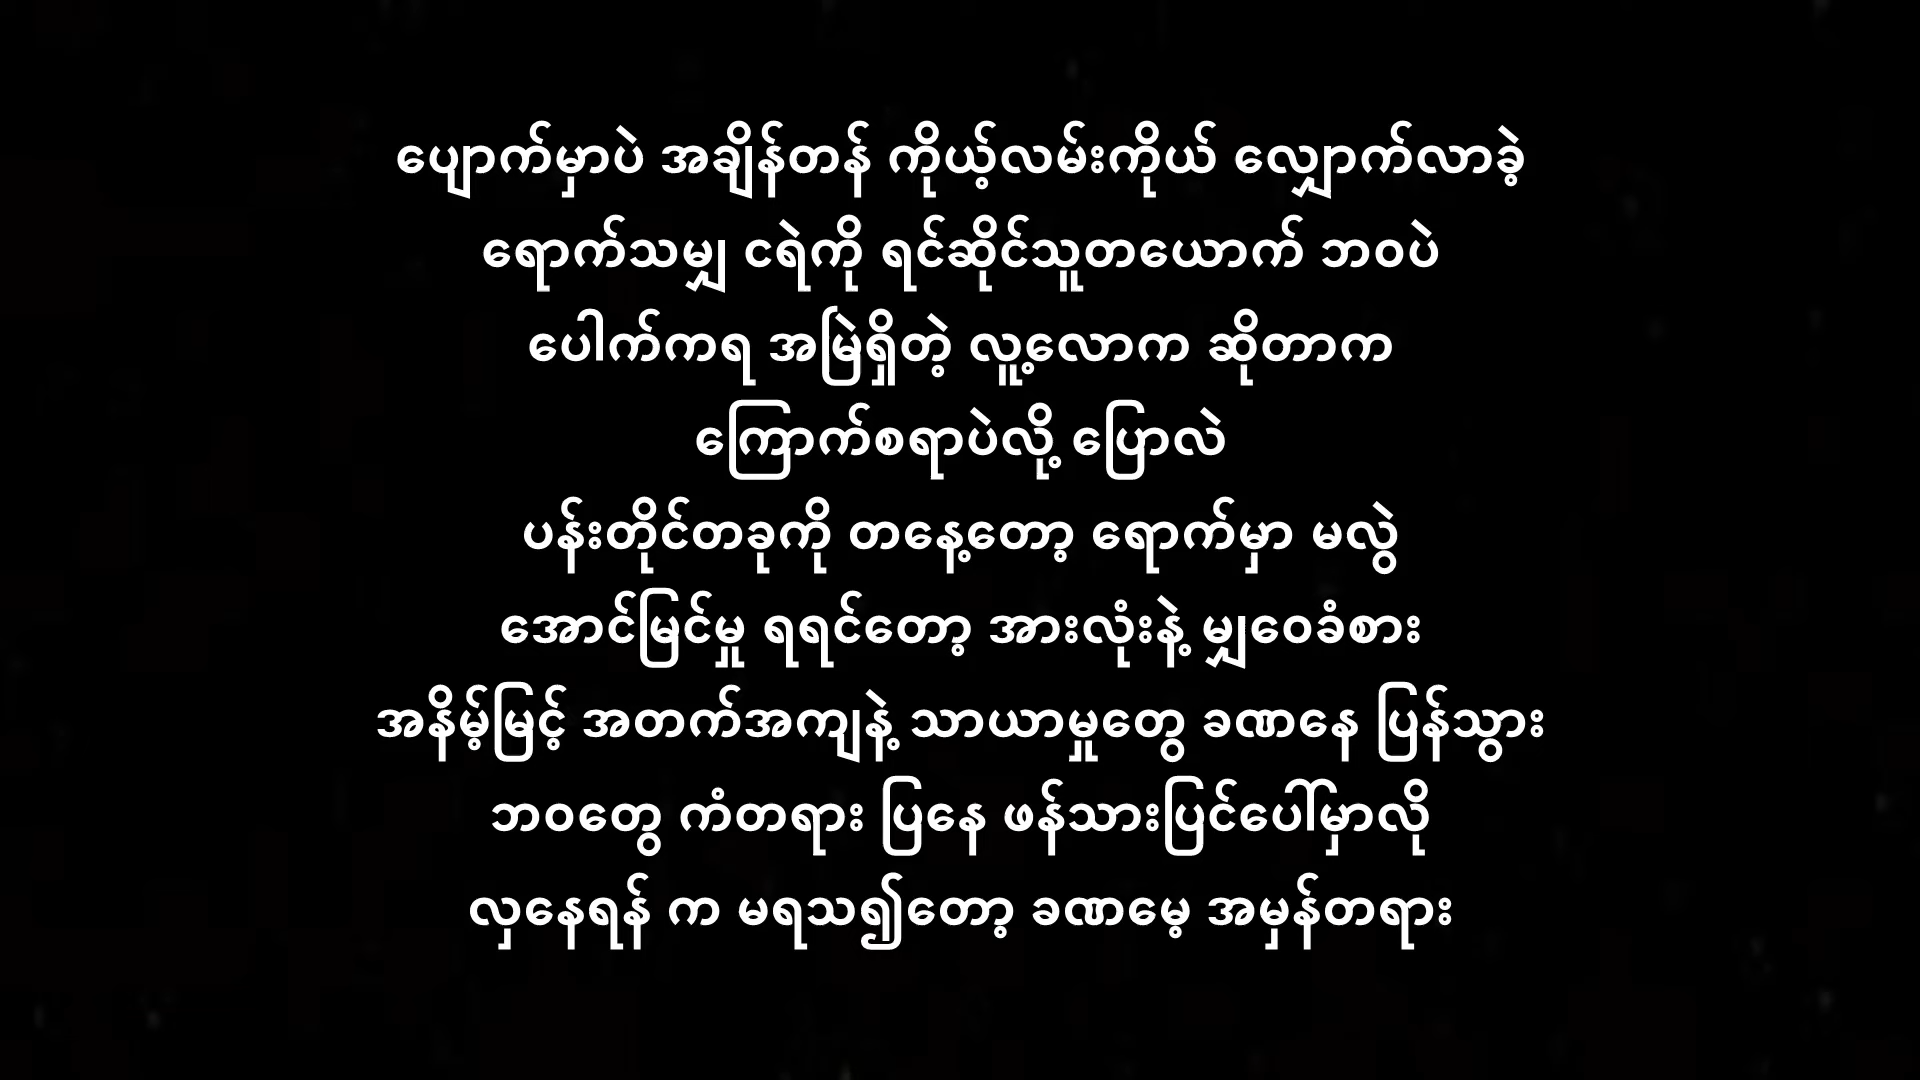 ပျောက်မှာပဲ အချိန်တန် ကိုယ့်လမ်းကိုယ် လျှောက်လာခဲ့
ရောက်သမျှ ငရဲကို ရင်ဆိုင်သူတယောက် ဘဝပဲ
ပေါက်ကရ အမြဲရှိတဲ့ လူ့လောက ဆိုတာက
ကြောက်စရာပဲလို့ ပြောလဲ
ပန်းတိုင်တခုကို တနေ့တော့ ရောက်မှာ မလွဲ
အောင်မြင်မှု ရရင်တော့ အားလုံးနဲ့ မျှဝေခံစား
အနိမ့်မြင့် အတက်အကျနဲ့ သာယာမှုတွေ ခဏနေ ပြန်သွား
ဘဝတွေ ကံတရား ပြနေ ဖန်သားပြင်ပေါ်မှာလို
လှနေရန် က မရသ၍တော့ ခဏမေ့ အမှန်တရား